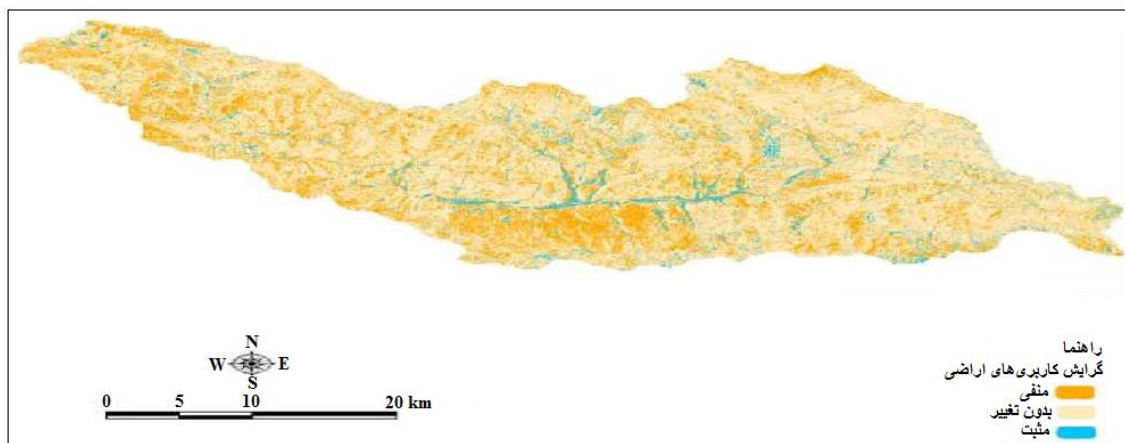 N
W E
S
0 5 10 20 km
راهنما
گرایش کاربری‌های اراضی
منفی
بدون تغییر
مثبت